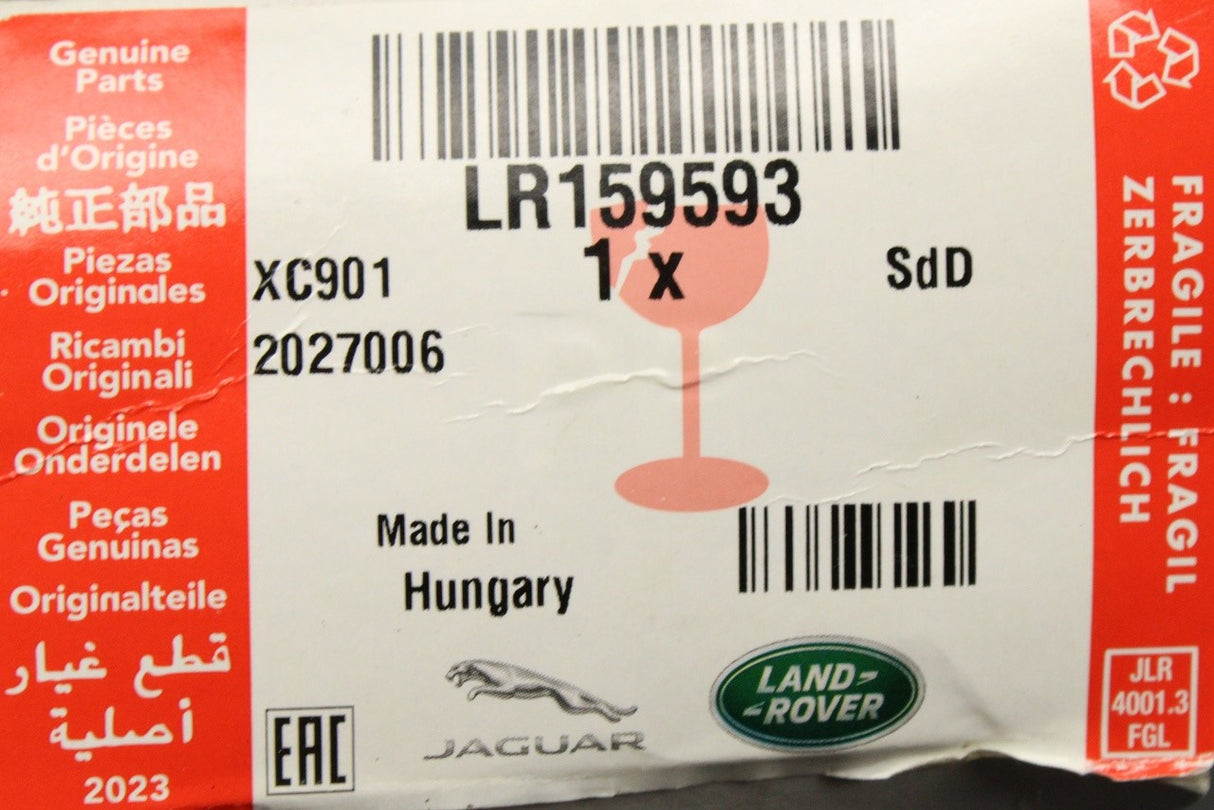 Genuine
Parts
Pièces
d'Origine
純正部品
Piezas
Originales
Ricambi
Originali
Originele
Onderdelen
Peças
Genuinas
Originalteile
قطع غيار
أصلية
2023
LR159593
XC901
1 x
SdD
2027006
Made In
Hungary
EAC
JAGUAR
LAND
ROVER
FRAGILE : FRAGIL
ZERBRECHLICH
JLR
4001.3
FGL